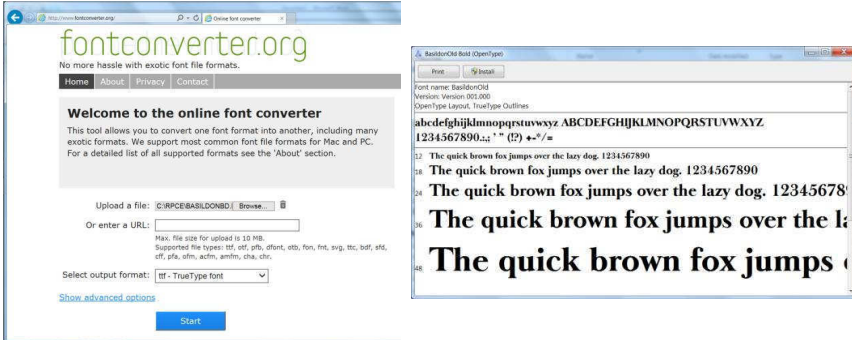 http://www.fontconverter.org/
Online font converter
fontconverter.org
No more hassle with exotic font file formats.
Home About Privacy Contact
Welcome to the online font converter
This tool allows you to convert one font format into another, including many
exotic formats. We support most common font file formats for Mac and PC.
For a detailed list of all supported formats see the 'About' section.
Upload a file: C:\RPCE\BASILDONBD.( Browse...
Or enter a URL:
Max. file size for upload is 10 MB.
Supported file types: ttf, otf, pfb, dfont, otb, fon, fnt, svg, ttc, bdf, sfd,
cff, pfa, ofm, acfm, amfm, cha, chr.
Select output format: ttf - TrueType font
Show advanced options
Start
BasildonOld Bold (OpenType)
Print Install
Font name: BasildonOld
Version: Version 001.000
OpenType Layout, TrueType Outlines
abcdefghijklmnopqrstuvwxyz ABCDEFGHIJKLMNOPQRSTUVWXYZ
1234567890.:,; ' " (!?) +-*/=
12 The quick brown fox jumps over the lazy dog. 1234567890
18 The quick brown fox jumps over the lazy dog. 1234567890
24 The quick brown fox jumps over the lazy dog. 123456789
36 The quick brown fox jumps over the la
48 The quick brown fox jumps